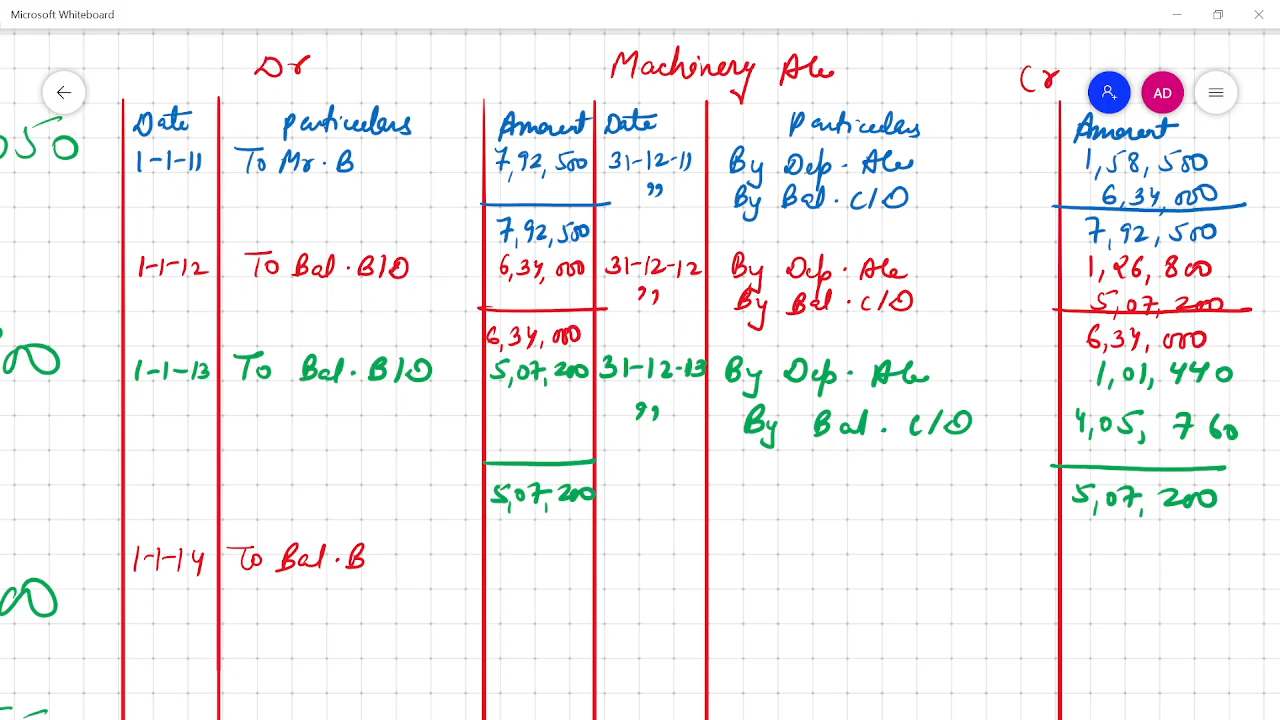 Microsoft Whiteboard
Dr Machinery A/c Cr
AD
050
Date Particulars Amount Date Particulars Amount
1-1-11 To Mr. B 7,92,500 31-12-11 By Dep. A/c 1,58,500
" By Bal. C/D 6,34,000
7,92,500 7,92,500
1-1-12 To Bal. B/D 6,34,000 31-12-12 By Dep. A/c 1,26,800
" By Bal. C/D 5,07,200
6,34,000 6,34,000
1-1-13 To Bal. B/D 5,07,200 31-12-13 By Dep. A/c 1,01,440
" By Bal. C/D 4,05,760
5,07,200 5,07,200
1-1-14 To Bal. B